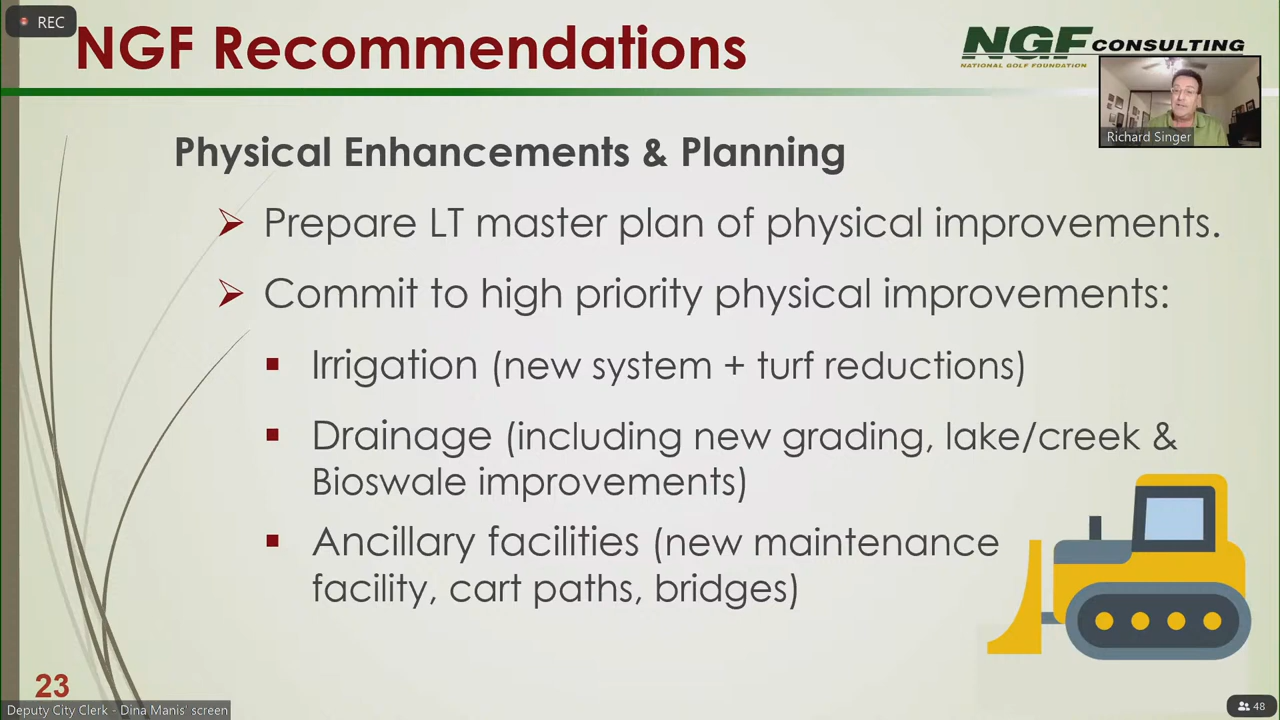 REC
NGF Recommendations
NGF CONSULTING
NATIONAL GOLF FOUNDATION
Richard Singer
Physical Enhancements & Planning
Prepare LT master plan of physical improvements.
Commit to high priority physical improvements:
Irrigation (new system + turf reductions)
Drainage (including new grading, lake/creek &
Bioswale improvements)
Ancillary facilities (new maintenance
facility, cart paths, bridges)
23
Deputy City Clerk - Dina Manis' screen
48